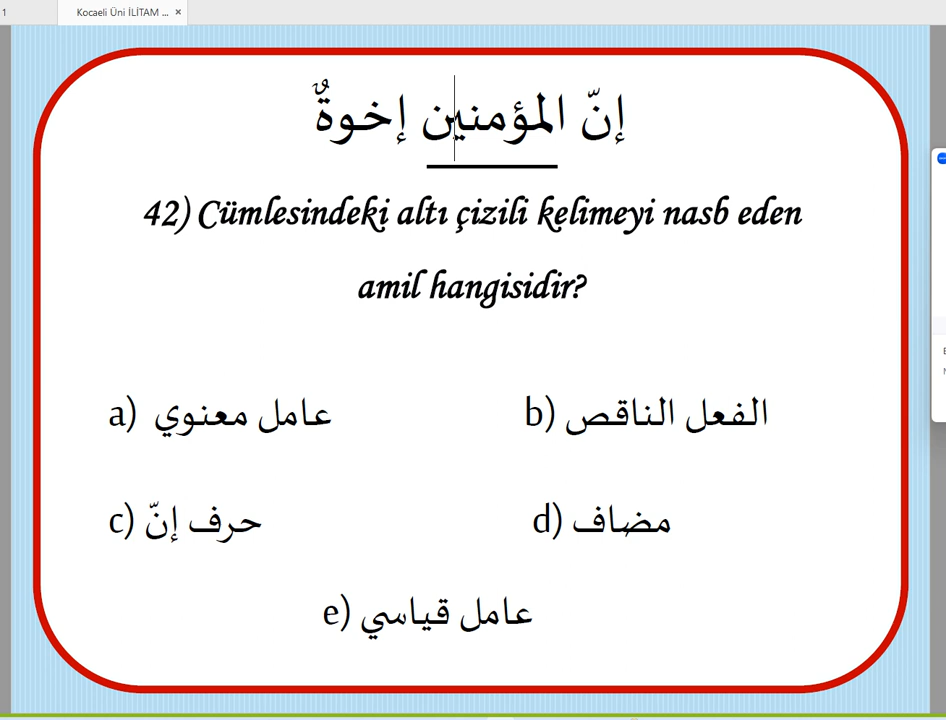 1
Kocaeli Üni İLİTAM ... ×
إنّ المؤمنين إخوةٌ
42) Cümlesindeki altı çizili kelimeyi nasb eden
amil hangisidir?
a) عامل معنوي
b) الفعل الناقص
c) حرف إنّ
d) مضاف
e) عامل قياسي